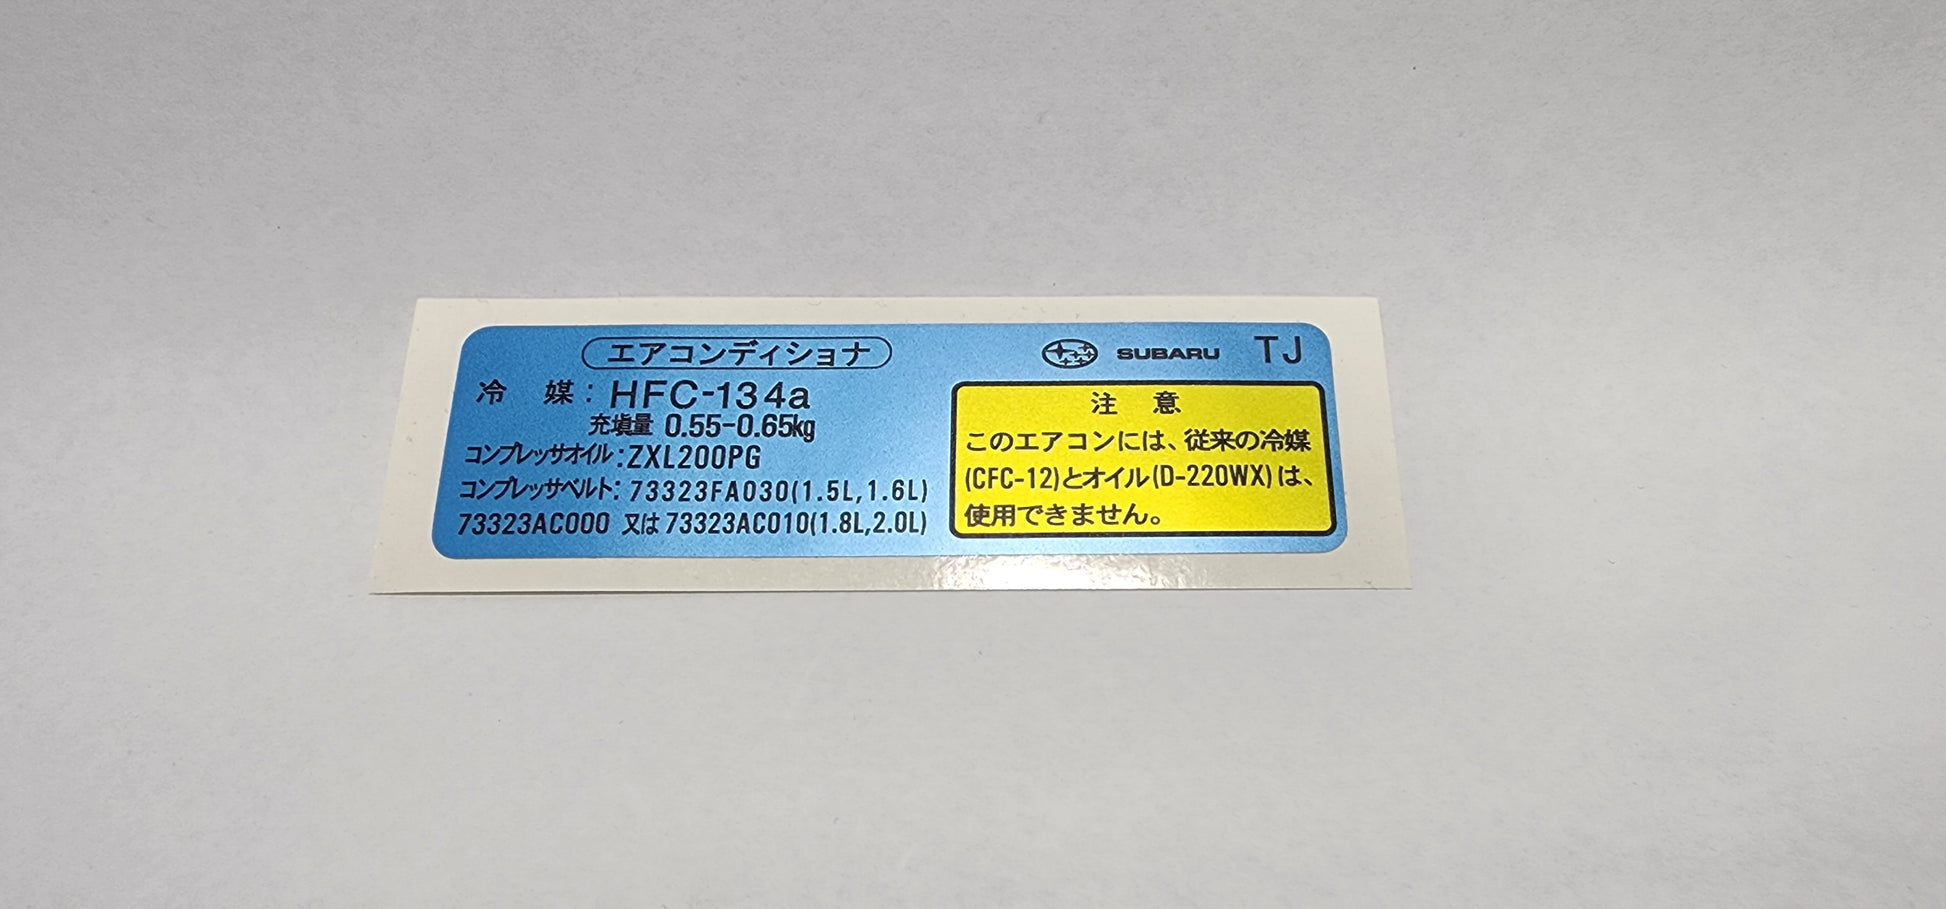 エアコンディショナ
SUBARU TJ
冷 媒: HFC-134a
充塡量 0.55-0.65kg
コンプレッサオイル:ZXL200PG
コンプレッサベルト: 73323FA030(1.5L,1.6L)
73323AC000 又は 73323AC010(1.8L,2.0L)
注 意
このエアコンには、従来の冷媒
(CFC-12)とオイル(D-220WX)は、
使用できません。